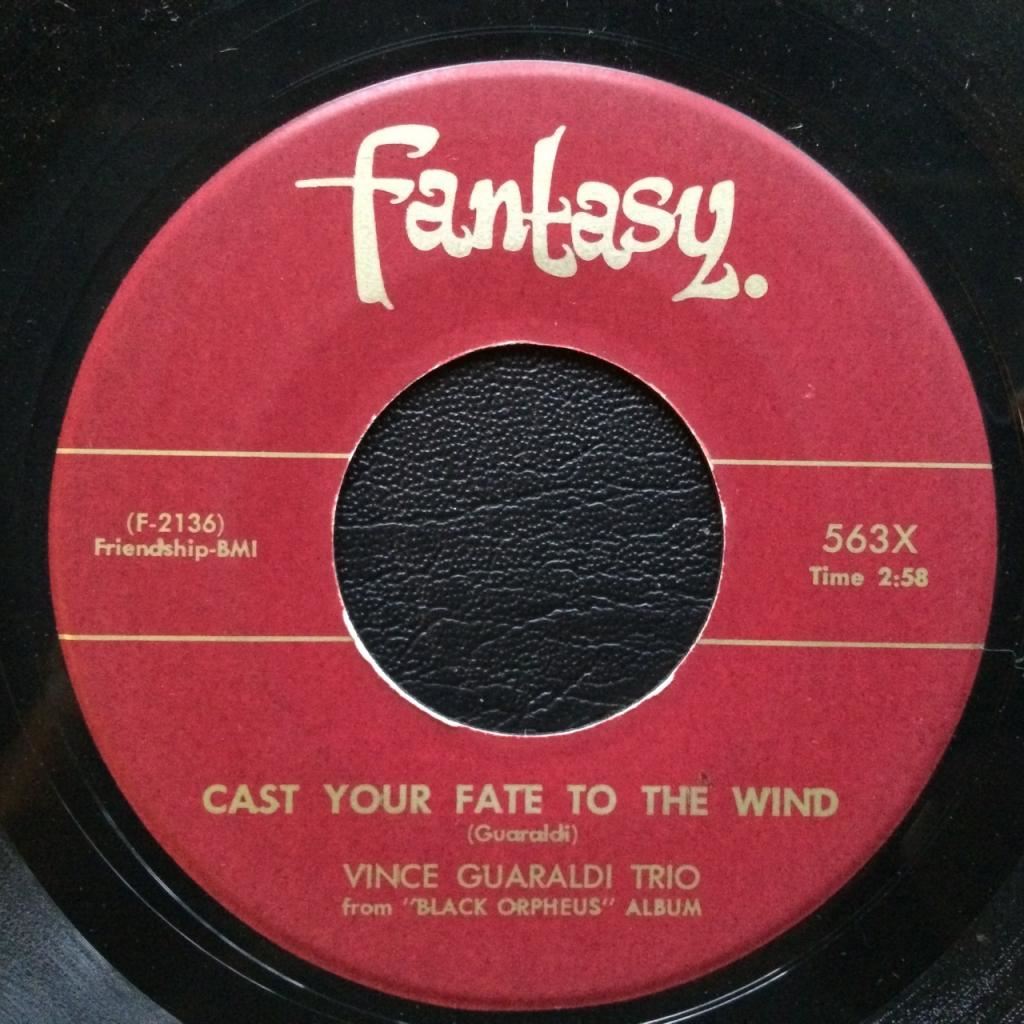 fantasy.
(F-2136)
Friendship-BMI
563X
Time 2:58
CAST YOUR FATE TO THE WIND
(Guaraldi)
VINCE GUARALDI TRIO
from "BLACK ORPHEUS" ALBUM